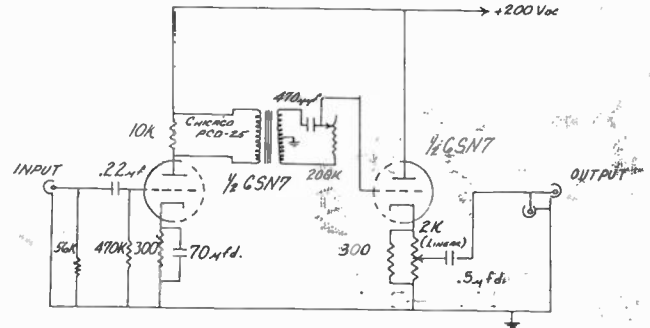 +200 VDC
CHICAGO
PCD-25
470µµf
10K
½ 6SN7
INPUT
.22µf
½ 6SN7
200K
OUTPUT
2K
(LINEAR)
56K
470K
300
70µfd.
300
.5µfd.